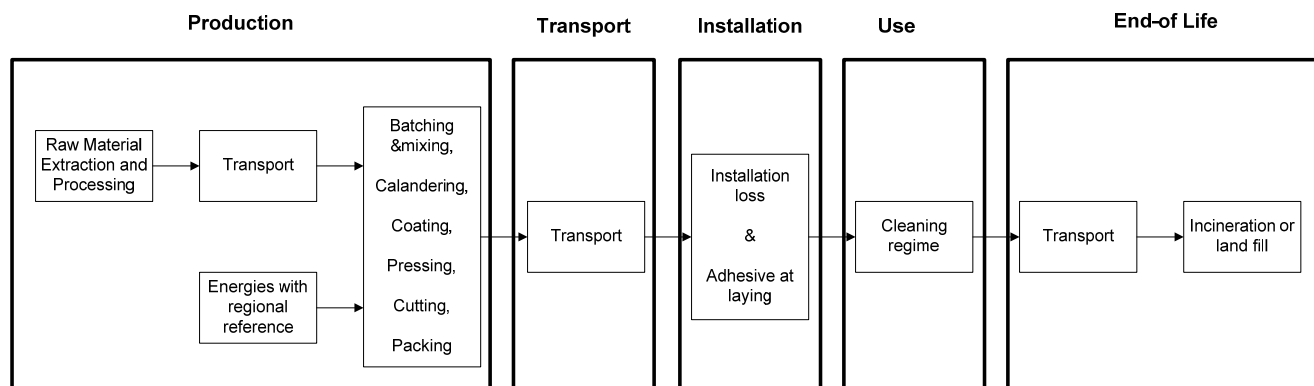 Production
Transport
Installation
Use
End-of Life
Raw Material
Extraction and
Processing
Transport
Energies with
regional
reference
Batching
&mixing,
Calandering,
Coating,
Pressing,
Cutting,
Packing
Transport
Installation
loss
&
Adhesive at
laying
Cleaning
regime
Transport
Incineration or
land fill